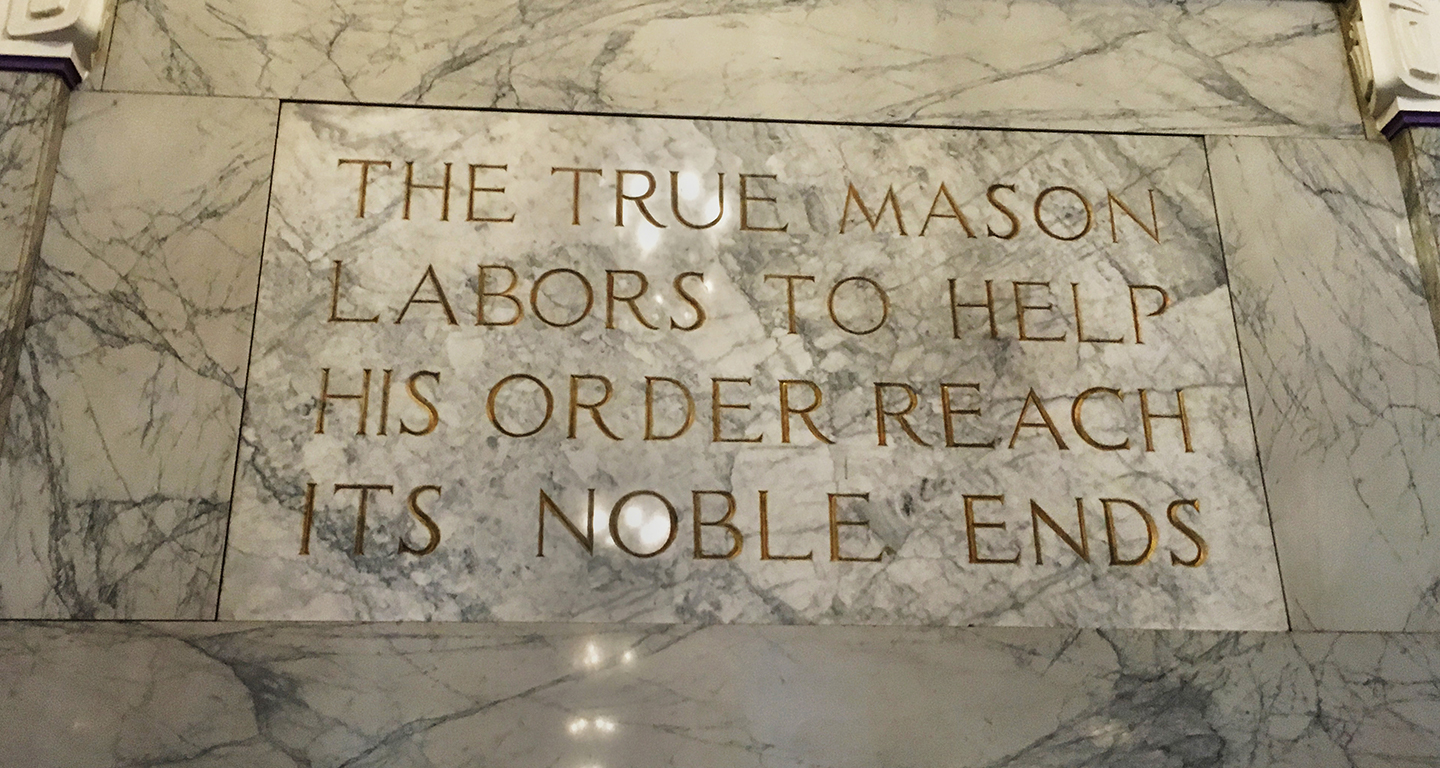 THE TRUE MASON
LABORS TO HELP
HIS ORDER REACH
ITS NOBLE ENDS